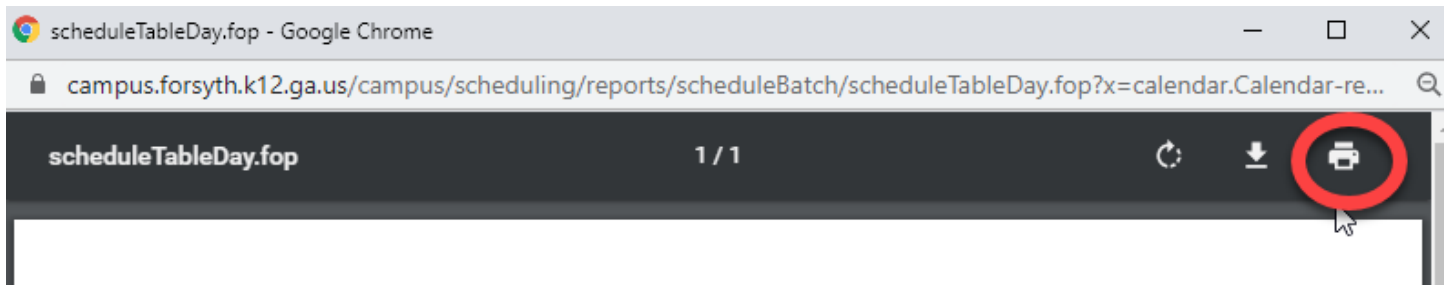 scheduleTableDay.fop - Google Chrome
campus.forsyth.k12.ga.us/campus/scheduling/reports/scheduleBatch/scheduleTableDay.fop?x=calendar.Calendar-re...
scheduleTableDay.fop 1 / 1